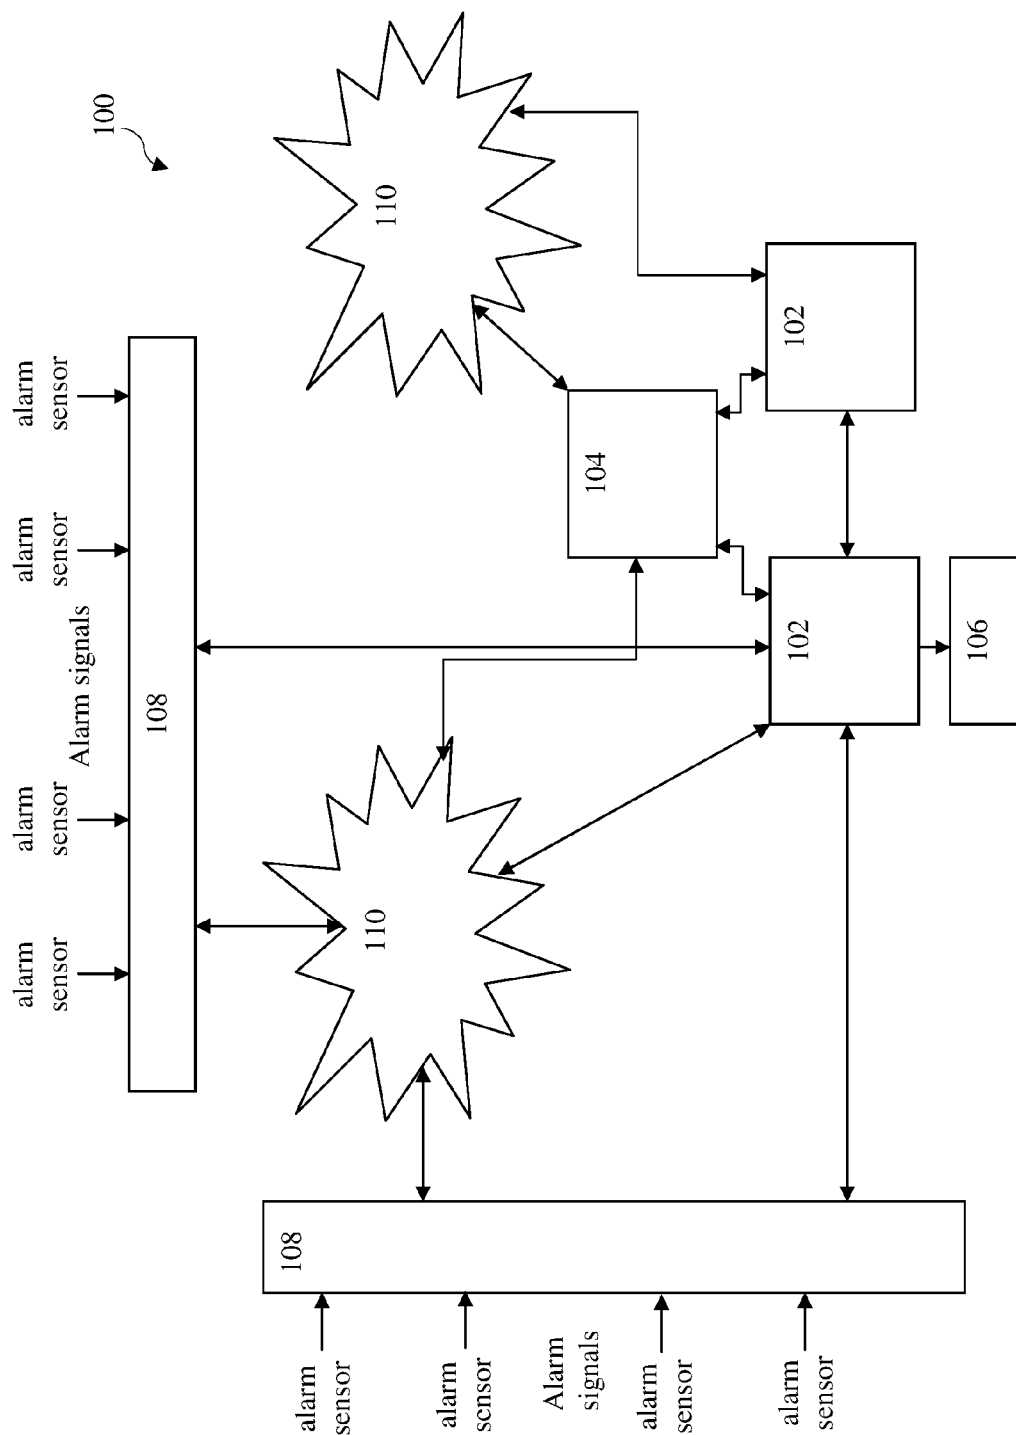 alarm
sensor
alarm
sensor
Alarm signals
alarm
sensor
alarm
sensor
100
108
alarm
sensor
108
110
110
alarm
sensor
Alarm
signals
104
alarm
sensor
alarm
sensor
102
102
106